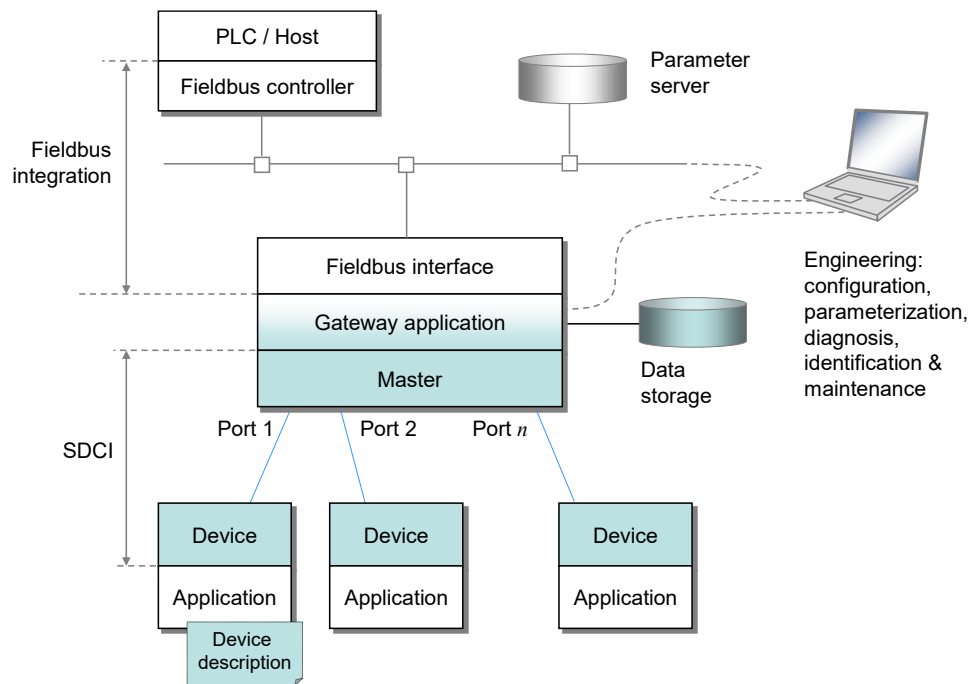 PLC / Host
Fieldbus controller
Parameter
server
Fieldbus
integration
Fieldbus interface
Gateway application
Master
Data
storage
Engineering:
configuration,
parameterization,
diagnosis,
identification &
maintenance
Port 1
Port 2
Port n
SDCI
Device
Device
Device
Application
Application
Application
Device
description